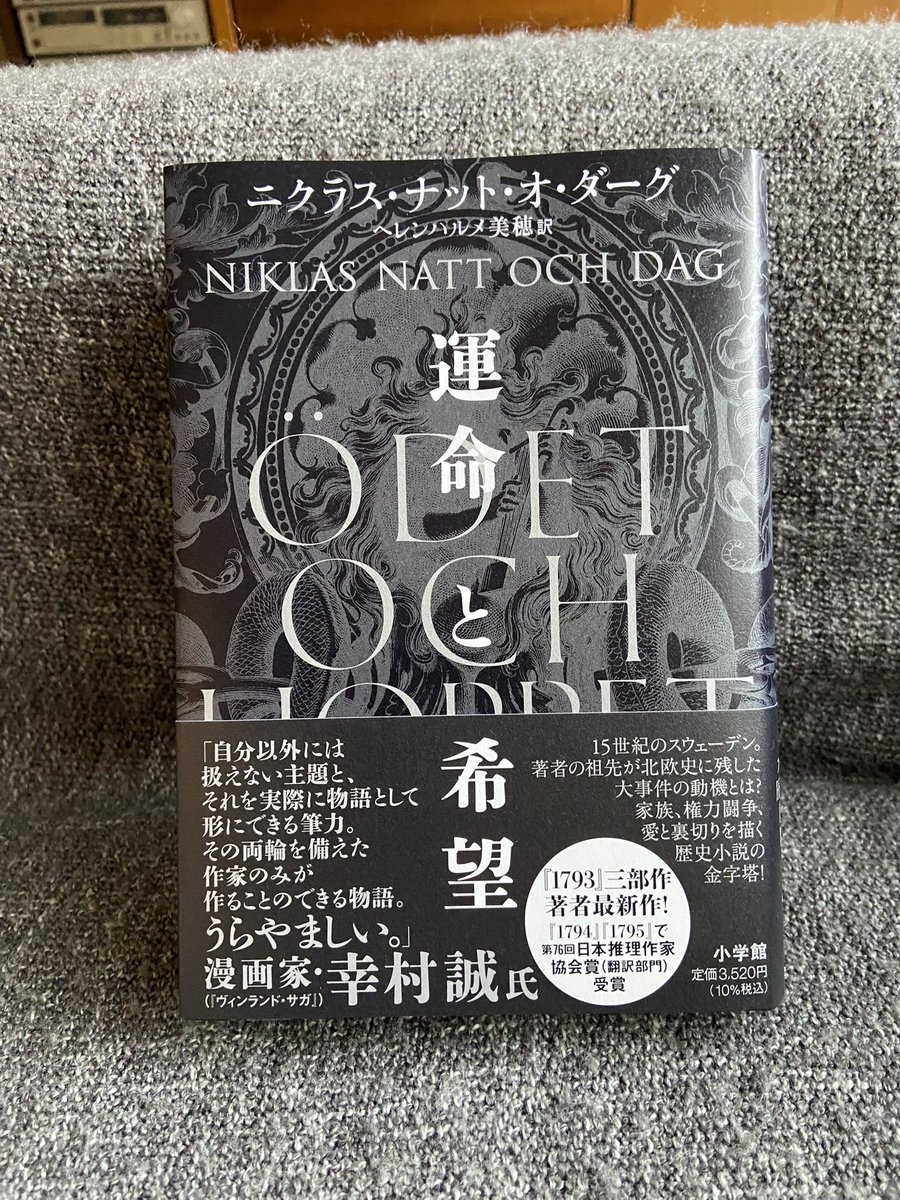 ニクラス・ナット・オ・ダーグ
ヘレンハルメ美穂 訳
NIKLAS NATT OCH DAG
運命と希望
ÖDET
OCH
HOPPET
「自分以外には
扱えない主題と、
それを実際に物語として
形にできる筆力。
その両輪を備えた
作家のみが
作ることのできる物語。
うらやましい。」
漫画家・幸村誠氏
(『ヴィンランド・サガ』)
15世紀のスウェーデン。
著者の祖先が北欧史に残した
大事件の動機とは?
家族、権力闘争、
愛と裏切りを描く
歴史小説の
金字塔!
『1793』三部作
著者最新作!
『1794』『1795』で
第76回日本推理作家
協会賞(翻訳部門)
受賞
小学館
定価3,520円
(10%税込)